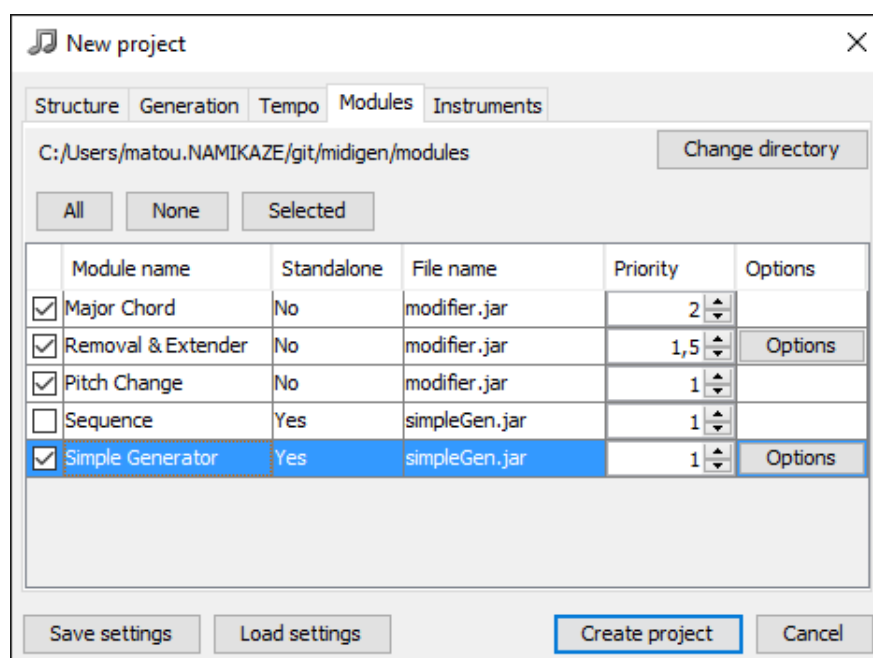 New project
Structure Generation Tempo Modules Instruments
C:/Users/matou.NAMIKAZE/git/midigen/modules Change directory
All None Selected
Module name Standalone File name Priority Options
Major Chord No modifier.jar 2
Removal & Extender No modifier.jar 1,5 Options
Pitch Change No modifier.jar 1
Sequence Yes simpleGen.jar 1
Simple Generator Yes simpleGen.jar 1 Options
Save settings Load settings Create project Cancel